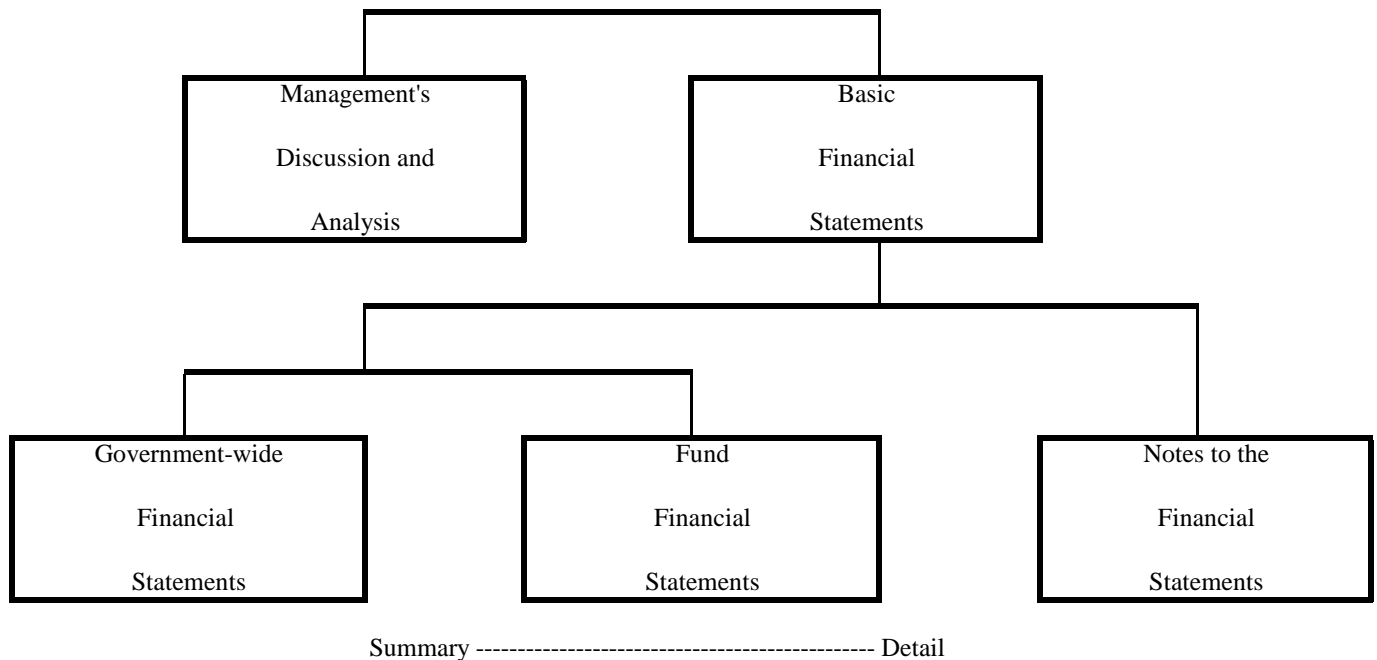 Management's
Discussion and
Analysis
Basic
Financial
Statements
Government-wide
Financial
Statements
Fund
Financial
Statements
Notes to the
Financial
Statements
Summary ------------------------------------------------ Detail